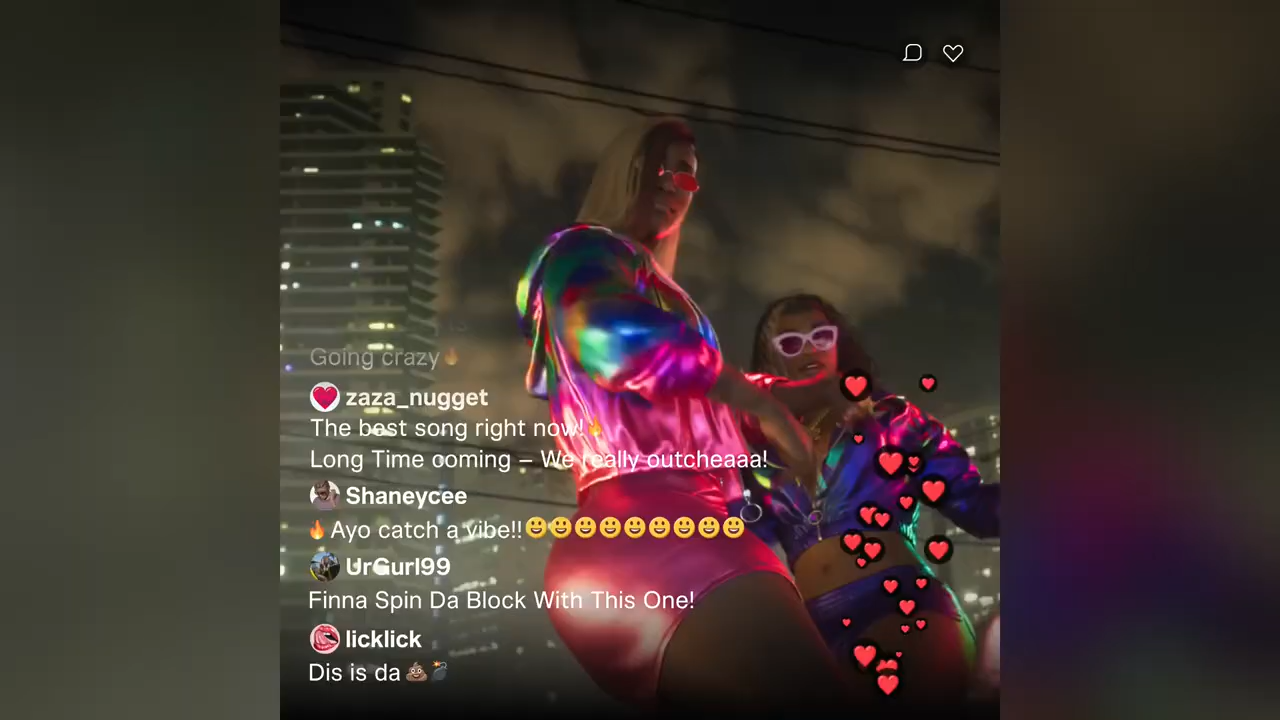 Going crazy🔥
zaza_nugget
The best song right now!🔥
Long Time coming – We really outcheaaa!
Shaneycee
🔥Ayo catch a vibe!!😀😀😀😀😀😀😀😀😀
UrGurl99
Finna Spin Da Block With This One!
licklick
Dis is da💩💣